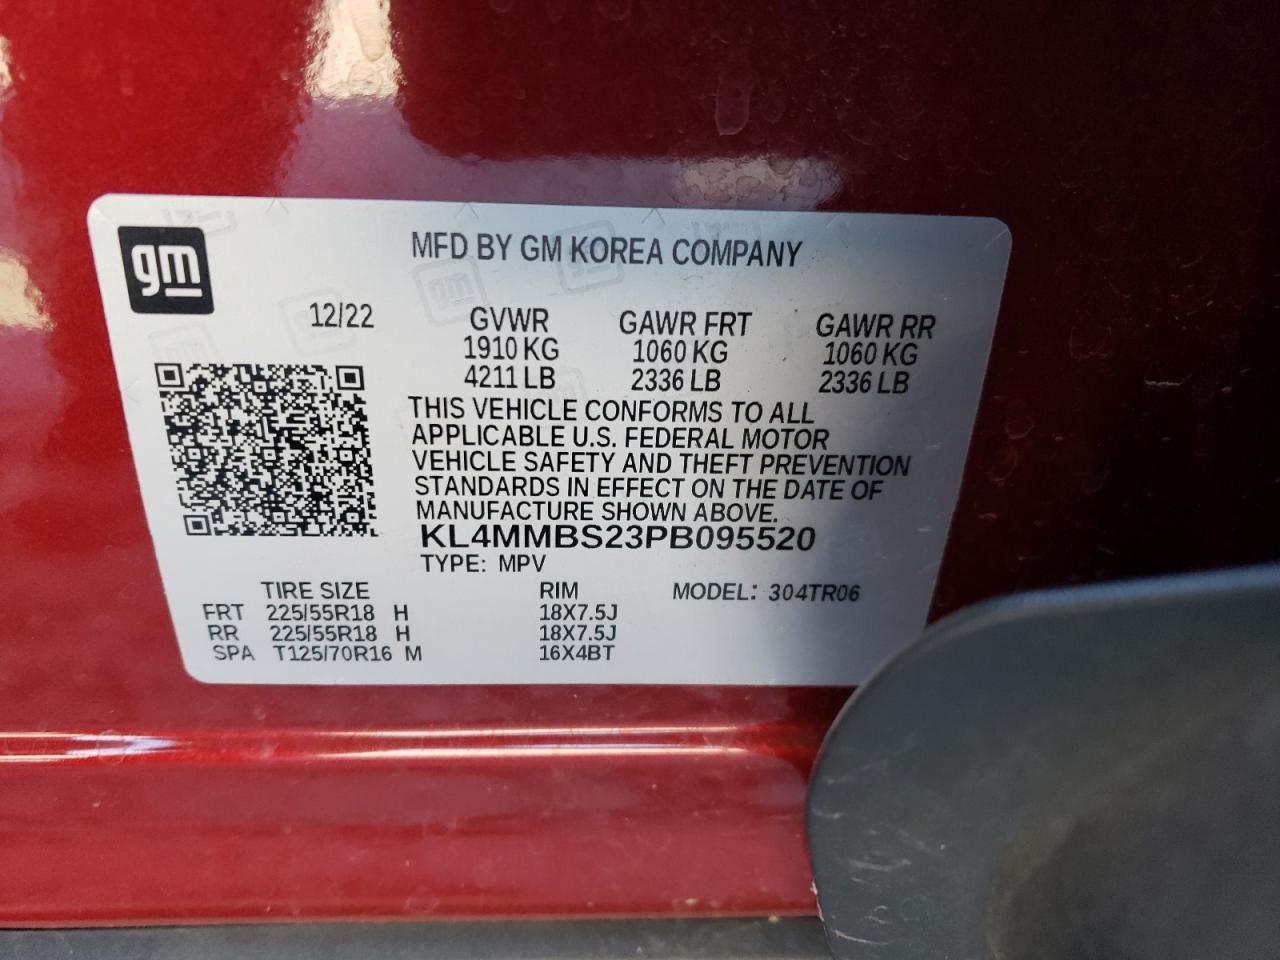 gm
MFD BY GM KOREA COMPANY
12/22 GVWR GAWR FRT GAWR RR
1910 KG 1060 KG 1060 KG
4211 LB 2336 LB 2336 LB
THIS VEHICLE CONFORMS TO ALL
APPLICABLE U.S. FEDERAL MOTOR
VEHICLE SAFETY AND THEFT PREVENTION
STANDARDS IN EFFECT ON THE DATE OF
MANUFACTURE SHOWN ABOVE.
KL4MMBS23PB095520
TYPE: MPV
TIRE SIZE RIM MODEL: 304TR06
FRT 225/55R18 H 18X7.5J
RR 225/55R18 H 18X7.5J
SPA T125/70R16 M 16X4BT